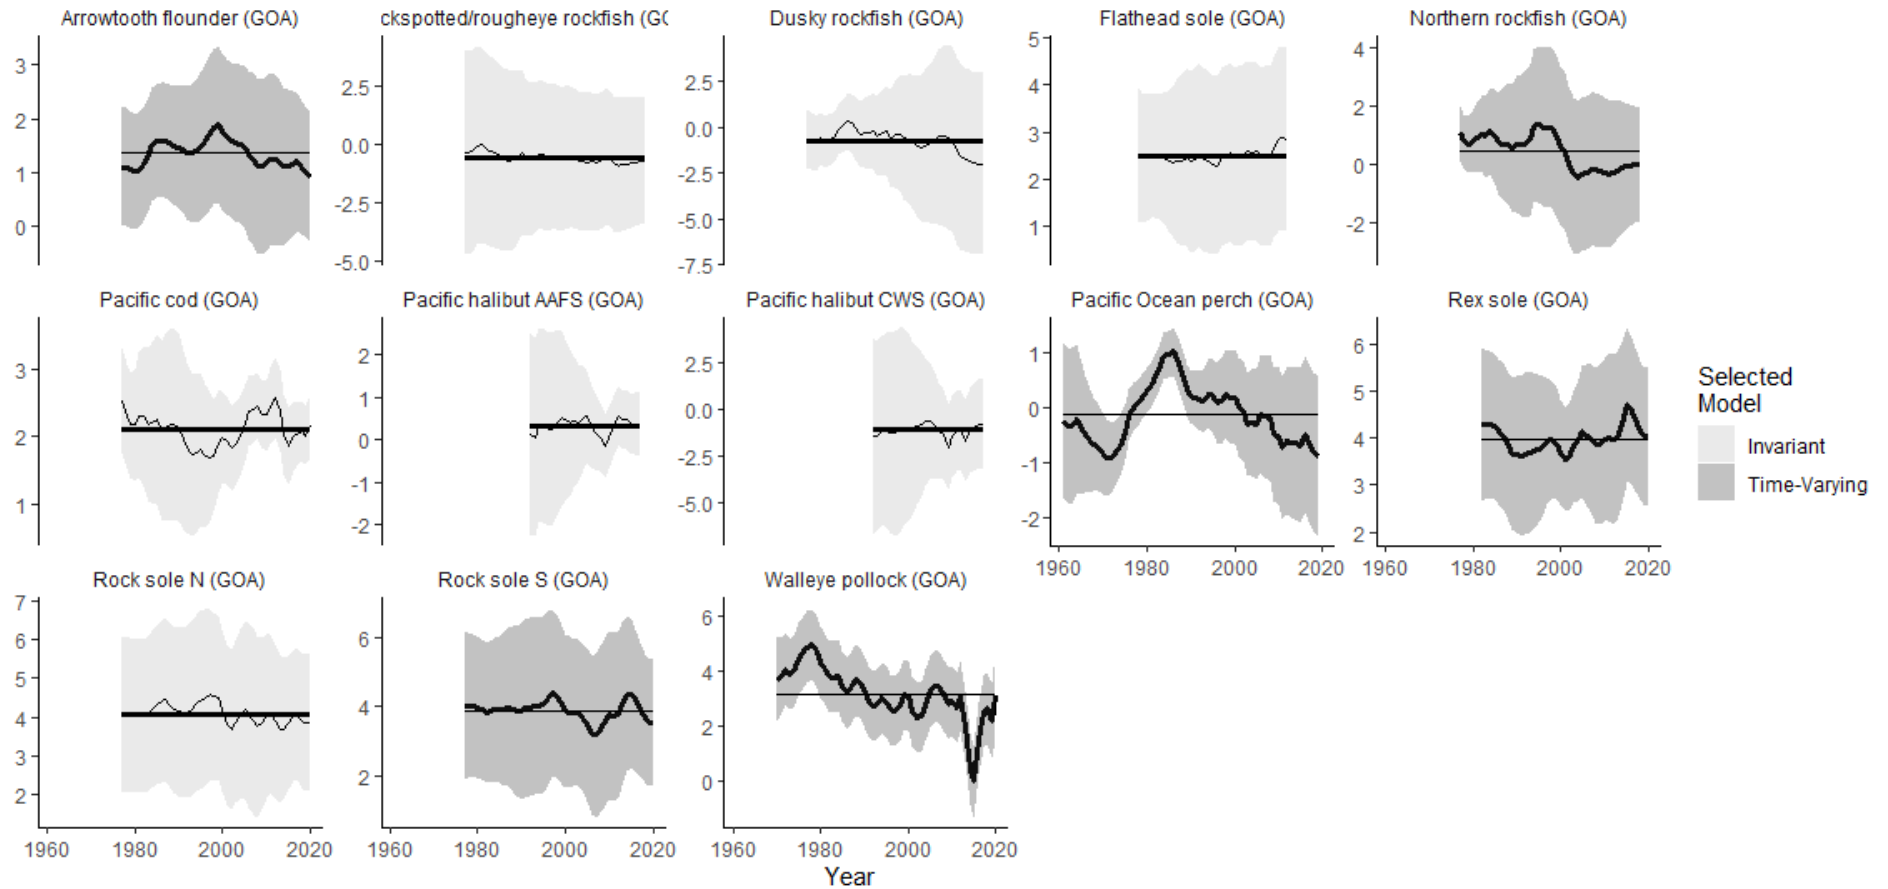 Arrowtooth flounder (GOA)
ckspotted/rougheye rockfish (GO
Dusky rockfish (GOA)
Flathead sole (GOA)
Northern rockfish (GOA)
3
2
1
0
2.5
0.0
-2.5
-5.0
2.5
0.0
-2.5
-5.0
-7.5
5
4
3
2
1
4
2
0
-2
Pacific cod (GOA)
Pacific halibut AAFS (GOA)
Pacific halibut CWS (GOA)
Pacific Ocean perch (GOA)
Rex sole (GOA)
3
2
1
2
1
0
-1
-2
2.5
0.0
-2.5
-5.0
1
0
-1
-2
6
5
4
3
2
1960 1980 2000 2020
1960 1980 2000 2020
Selected
Model
Invariant
Time-Varying
Rock sole N (GOA)
Rock sole S (GOA)
Walleye pollock (GOA)
7
6
5
4
3
2
6
4
2
6
4
2
0
1960 1980 2000 2020
1960 1980 2000 2020
1960 1980 2000 2020
Year